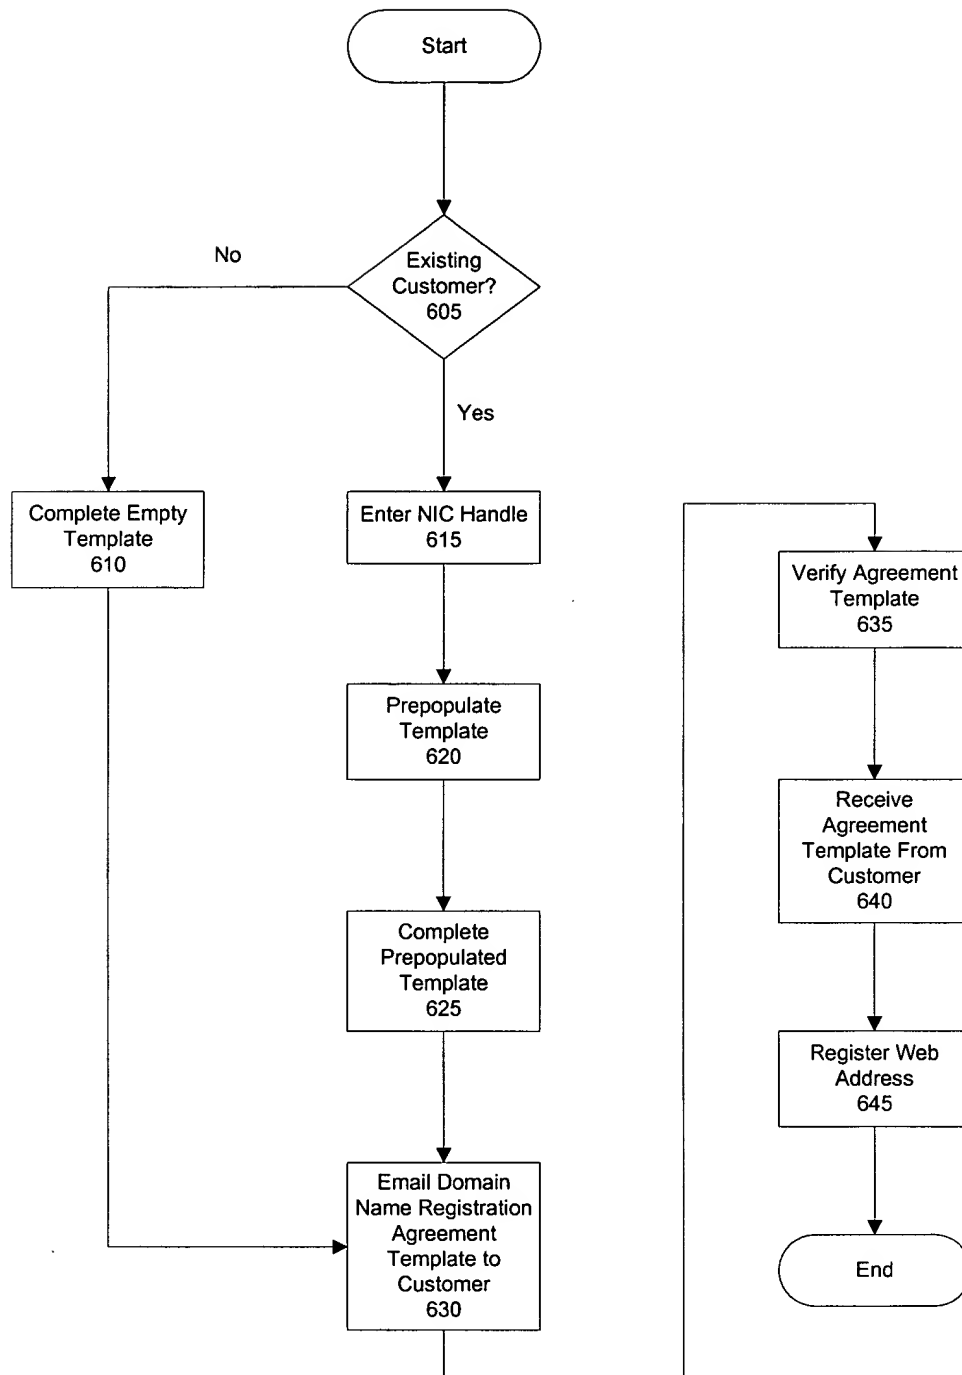 Start
Existing
Customer?
605
No
Yes
Complete Empty
Template
610
Enter NIC Handle
615
Prepopulate
Template
620
Complete
Prepopulated
Template
625
Email Domain
Name Registration
Agreement
Template to
Customer
630
Verify Agreement
Template
635
Receive
Agreement
Template From
Customer
640
Register Web
Address
645
End